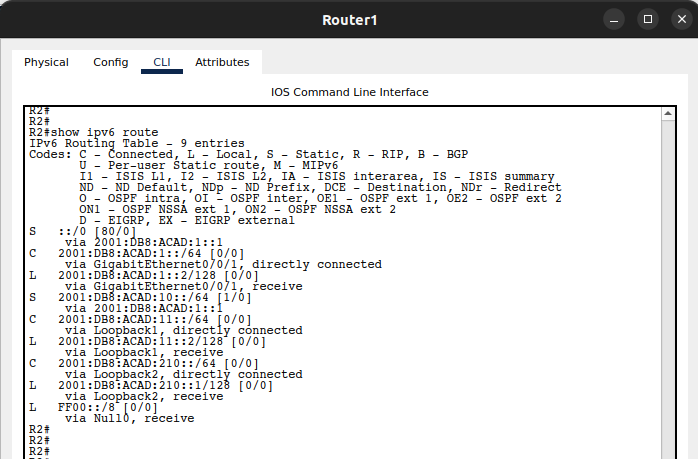 Router1
Physical Config CLI Attributes
IOS Command Line Interface
R2#
R2#
R2#show ipv6 route
IPv6 Routing Table - 9 entries
Codes: C - Connected, L - Local, S - Static, R - RIP, B - BGP
U - Per-user Static route, M - MIPv6
I1 - ISIS L1, I2 - ISIS L2, IA - ISIS interarea, IS - ISIS summary
ND - ND Default, NDp - ND Prefix, DCE - Destination, NDr - Redirect
O - OSPF intra, OI - OSPF inter, OE1 - OSPF ext 1, OE2 - OSPF ext 2
ON1 - OSPF NSSA ext 1, ON2 - OSPF NSSA ext 2
D - EIGRP, EX - EIGRP external
S ::/0 [80/0]
via 2001:DB8:ACAD:1::1
C 2001:DB8:ACAD:1::/64 [0/0]
via GigabitEthernet0/0/1, directly connected
L 2001:DB8:ACAD:1::2/128 [0/0]
via GigabitEthernet0/0/1, receive
S 2001:DB8:ACAD:10::/64 [1/0]
via 2001:DB8:ACAD:1::1
C 2001:DB8:ACAD:11::/64 [0/0]
via Loopback1, directly connected
L 2001:DB8:ACAD:11::2/128 [0/0]
via Loopback1, receive
C 2001:DB8:ACAD:210::/64 [0/0]
via Loopback2, directly connected
L 2001:DB8:ACAD:210::1/128 [0/0]
via Loopback2, receive
L FF00::/8 [0/0]
via Null0, receive
R2#
R2#
R2#
R2#